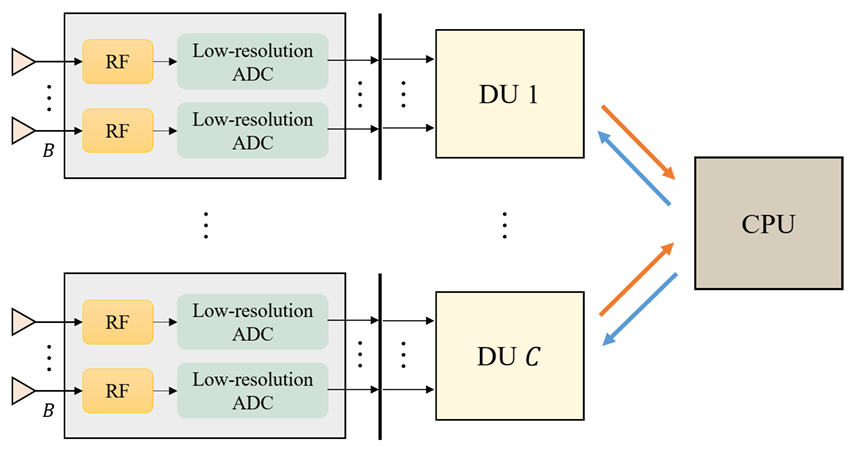 RF
Low-resolution
ADC
RF
Low-resolution
ADC
B
DU 1
CPU
RF
Low-resolution
ADC
RF
Low-resolution
ADC
B
DU C